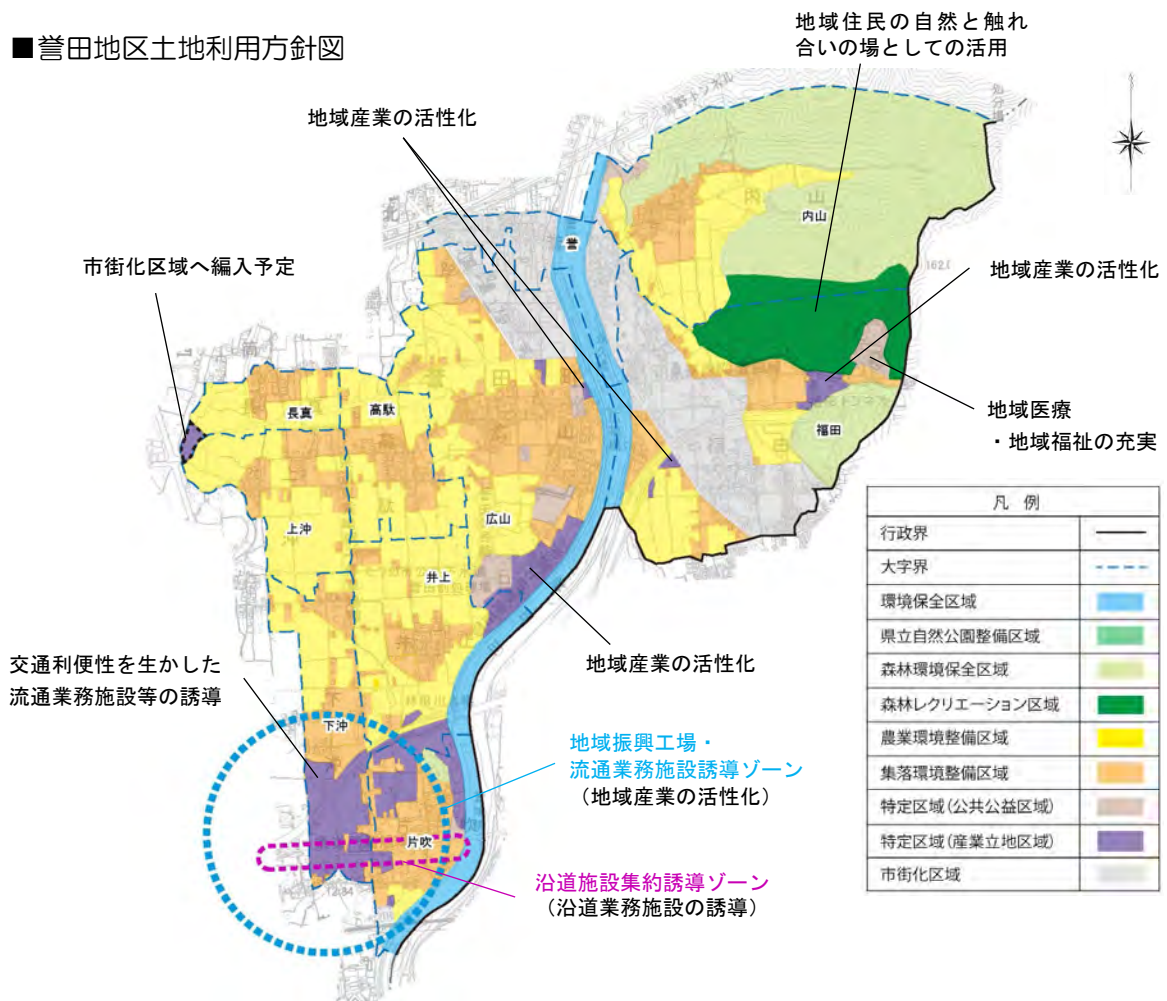 ■誉田地区土地利用方針図
地域住民の自然と触れ
合いの場としての活用
地域産業の活性化
市街化区域へ編入予定
地域産業の活性化
地域医療
・地域福祉の充実
内山
誉
162.
長真
高駄
福田
上沖
広山
井上
地域産業の活性化
交通利便性を生かした
流通業務施設等の誘導
下沖
片吹
地域振興工場・
流通業務施設誘導ゾーン
（地域産業の活性化）
沿道施設集約誘導ゾーン
（沿道業務施設の誘導）
凡 例
行政界
大字界
環境保全区域
県立自然公園整備区域
森林環境保全区域
森林レクリエーション区域
農業環境整備区域
集落環境整備区域
特定区域(公共公益区域)
特定区域(産業立地区域)
市街化区域